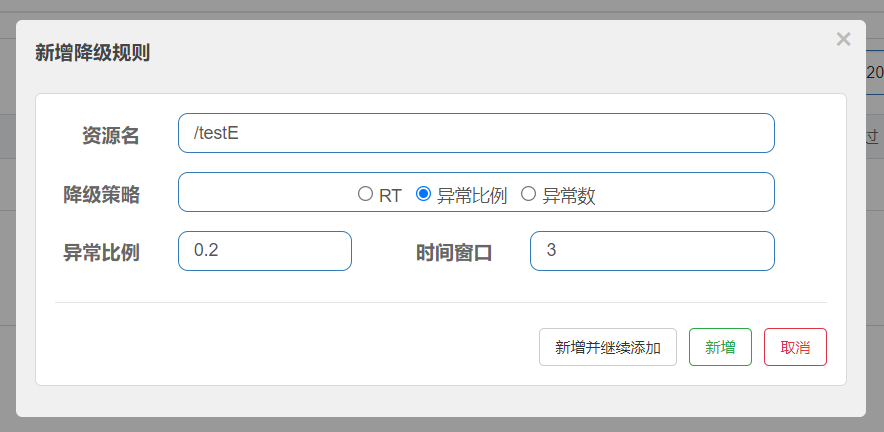 新增降级规则
×
20
资源名 /testE
过
降级策略 RT 异常比例 异常数
异常比例 0.2 时间窗口 3
新增并继续添加 新增 取消